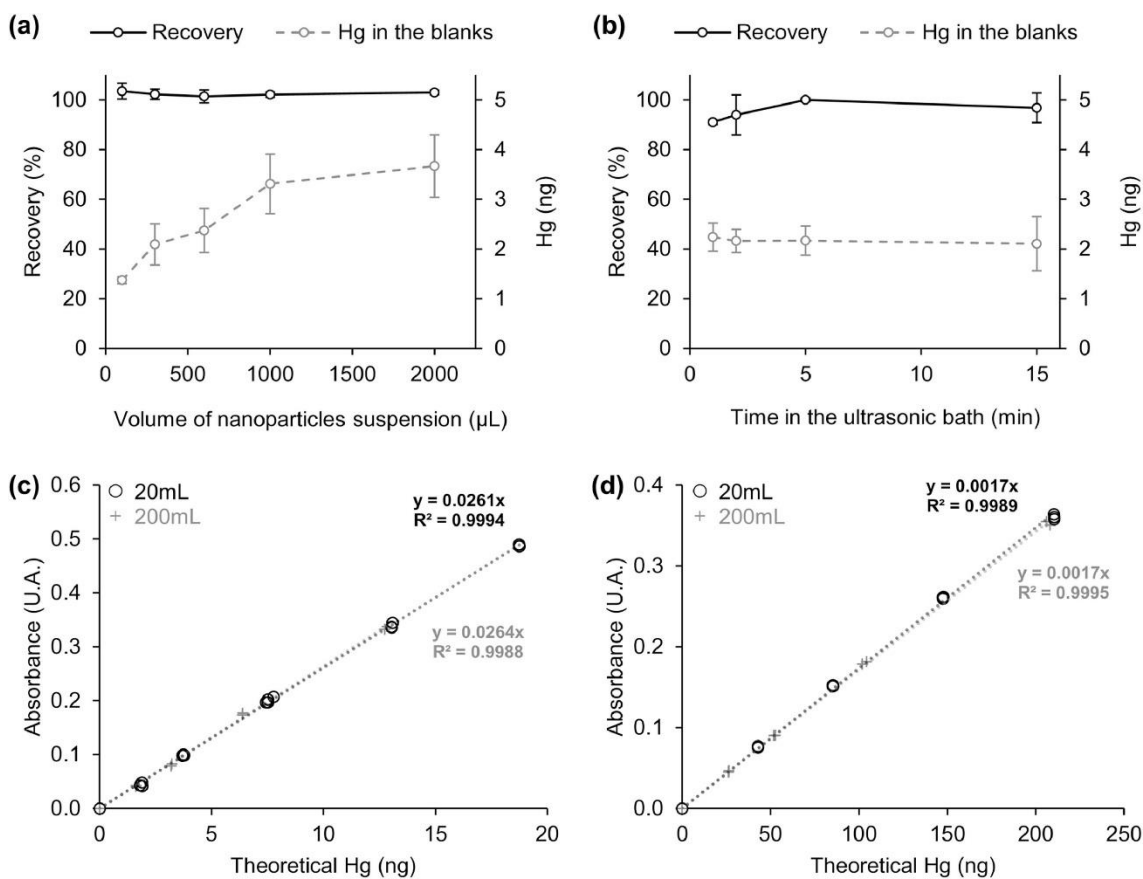 (a)
Recovery
Hg in the blanks
100
80
60
40
20
0
Recovery (%)
5
4
3
2
1
0
Hg (ng)
0
500
1000
1500
2000
Volume of nanoparticles suspension (µL)
(b)
Recovery
Hg in the blanks
100
80
60
40
20
0
Recovery (%)
5
4
3
2
1
0
Hg (ng)
0
5
10
15
Time in the ultrasonic bath (min)
(c)
20mL
200mL
y = 0.0261x
R² = 0.9994
y = 0.0264x
R² = 0.9988
0.6
0.5
0.4
0.3
0.2
0.1
0.0
Absorbance (U.A.)
0
5
10
15
20
Theoretical Hg (ng)
(d)
20mL
200mL
y = 0.0017x
R² = 0.9989
y = 0.0017x
R² = 0.9995
0.4
0.3
0.2
0.1
0.0
Absorbance (U.A.)
0
50
100
150
200
250
Theoretical Hg (ng)